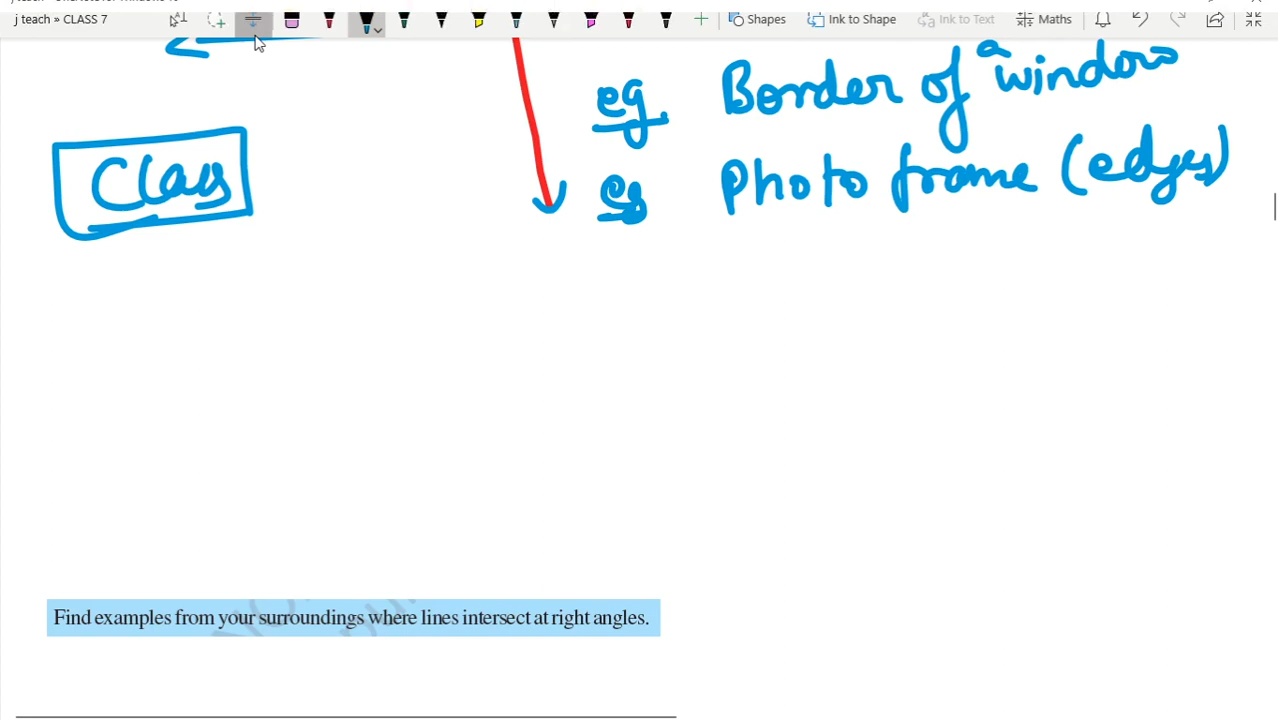 j teach » CLASS 7
Shapes
Ink to Shape
Ink to Text
Maths
eg. Border of a window
Class
eg Photo frame (edges)
Find examples from your surroundings where lines intersect at right angles.